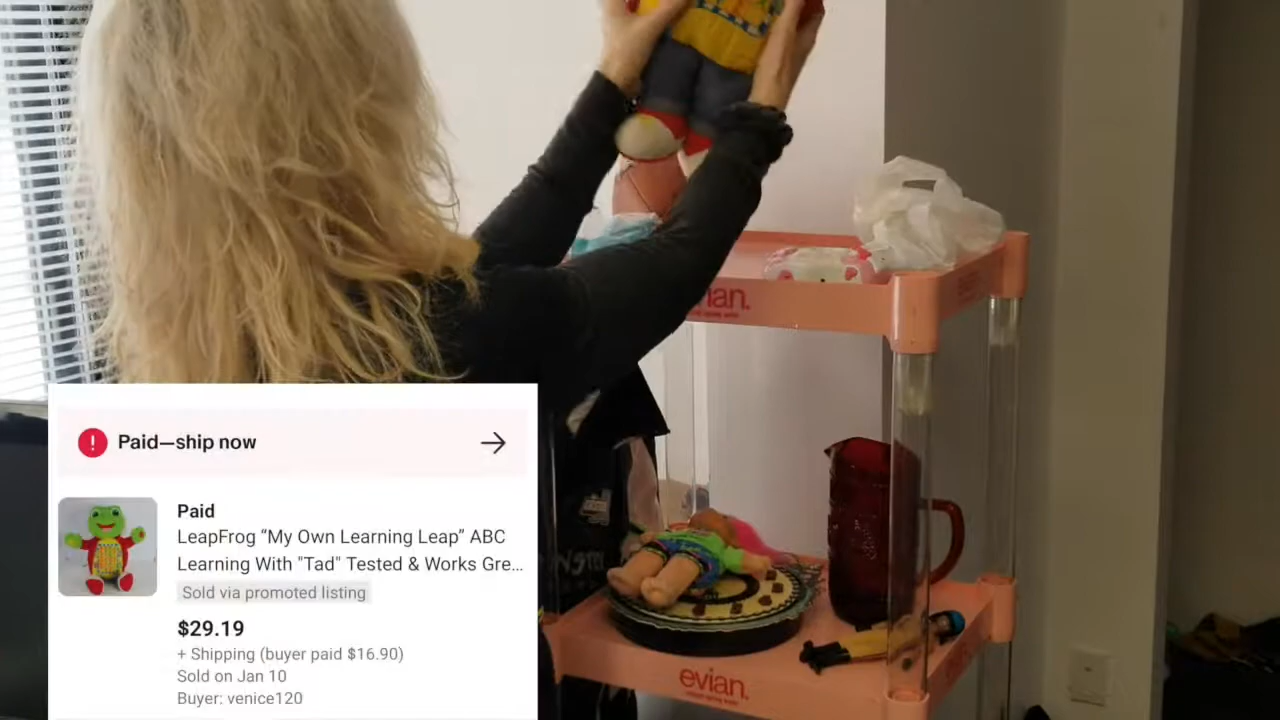 ian.
Paid—ship now
Paid
LeapFrog “My Own Learning Leap” ABC
Learning With "Tad" Tested & Works Gre...
Sold via promoted listing
$29.19
+ Shipping (buyer paid $16.90)
Sold on Jan 10
Buyer: venice120
evian.